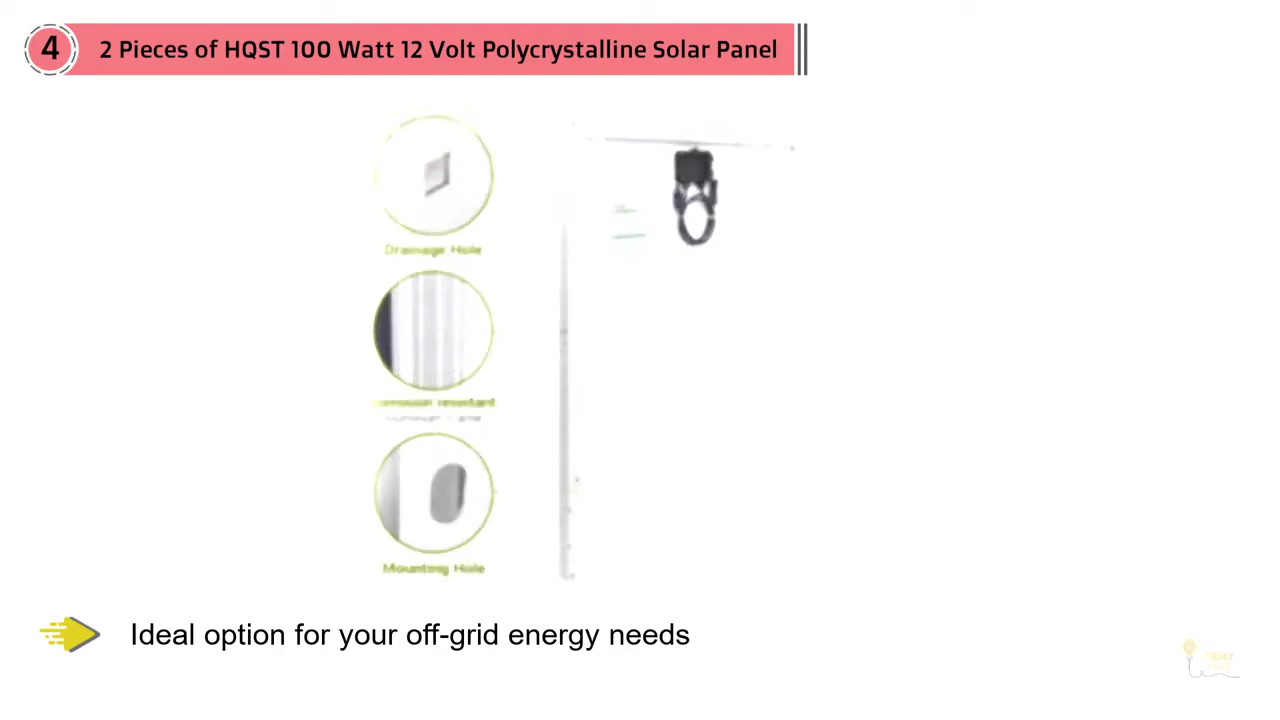 4
2 Pieces of HQST 100 Watt 12 Volt Polycrystalline Solar Panel
Drainage Hole
resistant
Mounting Hole
Ideal option for your off-grid energy needs